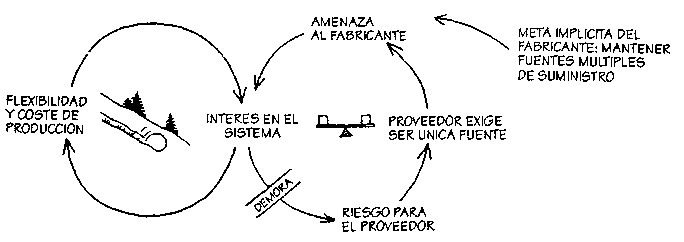 AMENAZA
AL FABRICANTE
META IMPLICITA DEL
FABRICANTE: MANTENER
FUENTES MULTIPLES
DE SUMINISTRO
FLEXIBILIDAD
Y COSTE DE
PRODUCCION
INTERES EN EL
SISTEMA
PROVEEDOR EXIGE
SER UNICA FUENTE
DEMORA
RIESGO PARA
EL PROVEEDOR